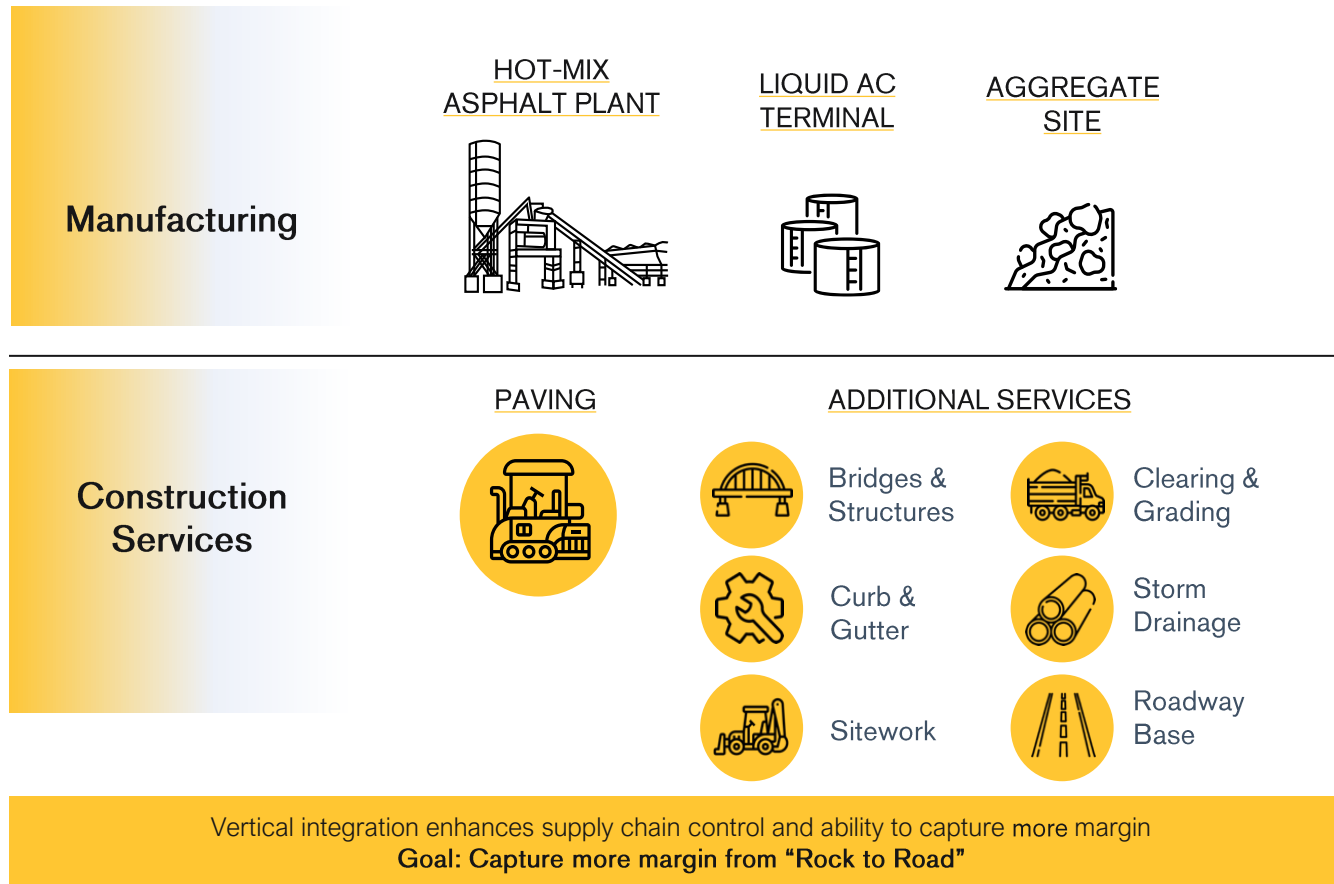 HOT-MIX
ASPHALT PLANT
LIQUID AC
TERMINAL
AGGREGATE
SITE
Manufacturing
PAVING
ADDITIONAL SERVICES
Construction
Services
Bridges &
Structures
Clearing &
Grading
Curb &
Gutter
Storm
Drainage
Sitework
Roadway
Base
Vertical integration enhances supply chain control and ability to capture more margin
Goal: Capture more margin from “Rock to Road”